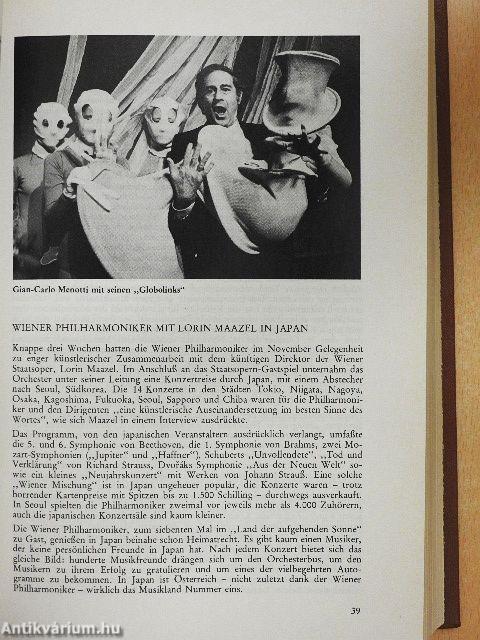 Gian-Carlo Menotti mit seinen „Globolinks“
WIENER PHILHARMONIKER MIT LORIN MAAZEL IN JAPAN
Knappe drei Wochen hatten die Wiener Philharmoniker im November Gelegenheit
zu enger künstlerischer Zusammenarbeit mit dem künftigen Direktor der Wiener
Staatsoper, Lorin Maazel. Im Anschluß an das Staatsopern-Gastspiel unternahm das
Orchester unter seiner Leitung eine Konzertreise durch Japan, mit einem Abstecher
nach Seoul, Südkorea. Die 14 Konzerte in den Städten Tokio, Niigata, Nagoya,
Osaka, Kagoshima, Fukuoka, Seoul, Sapporo und Chiba waren für die Philharmoni-
ker und den Dirigenten „eine künstlerische Auseinandersetzung im besten Sinne des
Wortes“, wie sich Maazel in einem Interview ausdrückte.
Das Programm, von den japanischen Veranstaltern ausdrücklich verlangt, umfaßte
die 5. und 6. Symphonie von Beethoven, die 1. Symphonie von Brahms, zwei Mo-
zart-Symphonien („Jupiter“ und „Haffner“), Schuberts „Unvollendete“, „Tod und
Verklärung“ von Richard Strauss, Dvořáks Symphonie „Aus der Neuen Welt“ so-
wie ein kleines „Neujahrskonzert“ mit Werken von Johann Strauß. Eine solche
„Wiener Mischung“ ist in Japan ungeheuer populär, die Konzerte waren – trotz
horrender Kartenpreise mit Spitzen bis zu 1.500 Schilling – durchwegs ausverkauft.
In Seoul spielten die Philharmoniker zweimal vor jeweils mehr als 4.000 Zuhörern,
auch die japanischen Konzertsäle sind kaum kleiner.
Die Wiener Philharmoniker, zum siebenten Mal im „Land der aufgehenden Sonne“
zu Gast, genießen in Japan beinahe schon Heimatrecht. Es gibt kaum einen Musiker,
der keine persönlichen Freunde in Japan hat. Nach jedem Konzert bietet sich das
gleiche Bild: hunderte Musikfreunde drängen sich um den Orchesterbus, um den
Musikern zu ihrem Erfolg zu gratulieren und um eines der vielbegehrten Auto-
gramme zu bekommen. In Japan ist Österreich – nicht zuletzt dank der Wiener
Philharmoniker – wirklich das Musikland Nummer eins.
39
© Antikvárium.hu